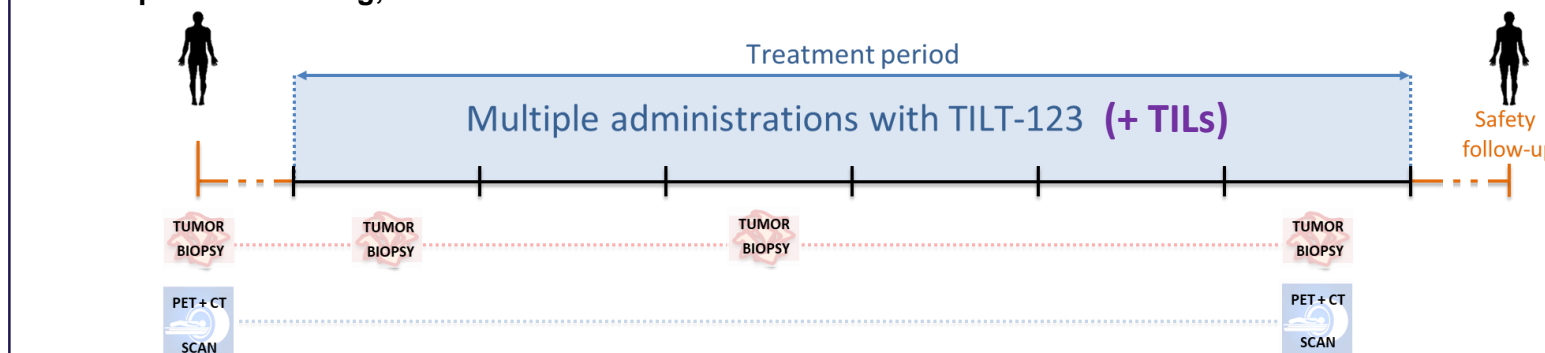 Treatment period
Multiple administrations with TILT-123 (+ TILs)
Safety
follow-u
TUMOR TUMOR TUMOR TUMOR
BIOPSY BIOPSY BIOPSY BIOPSY
PET + CT PET + CT
SCAN SCAN